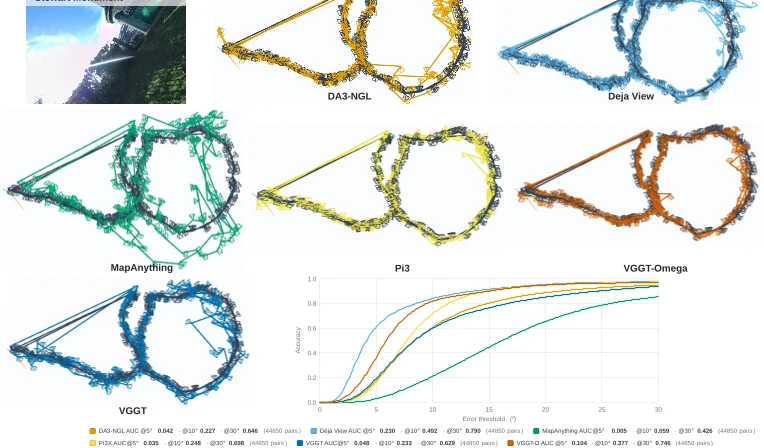 Stewart Monument
DA3-NGL
Deja View
MapAnything
Pi3
VGGT-Omega
VGGT
1.0
0.8
0.6
0.4
0.2
0.0
Accuracy
0 5 10 15 20 25 30
Error threshold (°)
DA3-NGL AUC@5° 0.042 · @10° 0.227 · @30° 0.646 (44850 pairs)
Déjà View AUC@5° 0.230 · @10° 0.492 · @30° 0.790 (44850 pairs)
MapAnything AUC@5° 0.005 · @10° 0.059 · @30° 0.426 (44850 pairs)
Pi3X AUC@5° 0.035 · @10° 0.248 · @30° 0.698 (44850 pairs)
VGGT AUC@5° 0.048 · @10° 0.233 · @30° 0.629 (44850 pairs)
VGGT-Ω AUC@5° 0.104 · @10° 0.377 · @30° 0.746 (44850 pairs)